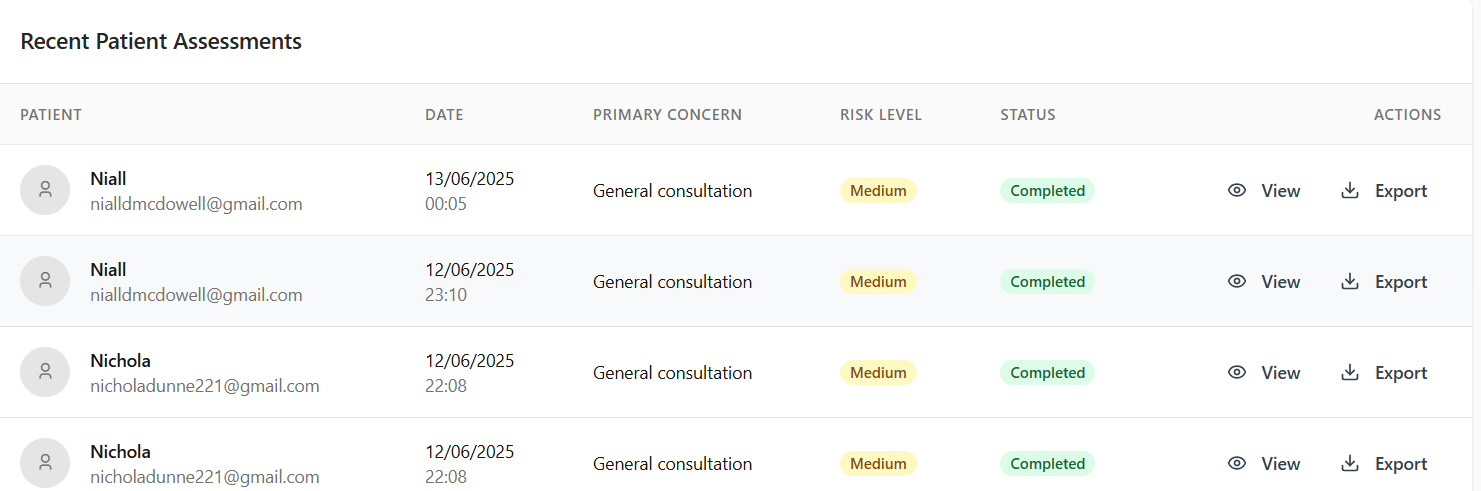 Recent Patient Assessments
PATIENT DATE PRIMARY CONCERN RISK LEVEL STATUS ACTIONS
Niall 13/06/2025
General consultation Medium Completed View Export
nialldmcdowell@gmail.com 00:05
Niall 12/06/2025
General consultation Medium Completed View Export
nialldmcdowell@gmail.com 23:10
Nichola 12/06/2025
General consultation Medium Completed View Export
nicholadunne221@gmail.com 22:08
Nichola 12/06/2025
General consultation Medium Completed View Export
nicholadunne221@gmail.com 22:08